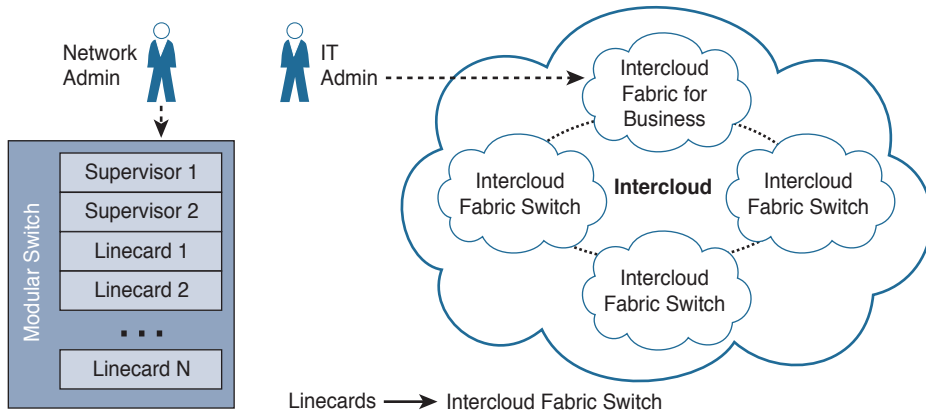 Network
Admin
IT
Admin
Modular Switch
Supervisor 1
Supervisor 2
Linecard 1
Linecard 2
...
Linecard N
Intercloud
Fabric for
Business
Intercloud
Fabric Switch
Intercloud
Intercloud
Fabric Switch
Intercloud
Fabric Switch
Linecards → Intercloud Fabric Switch